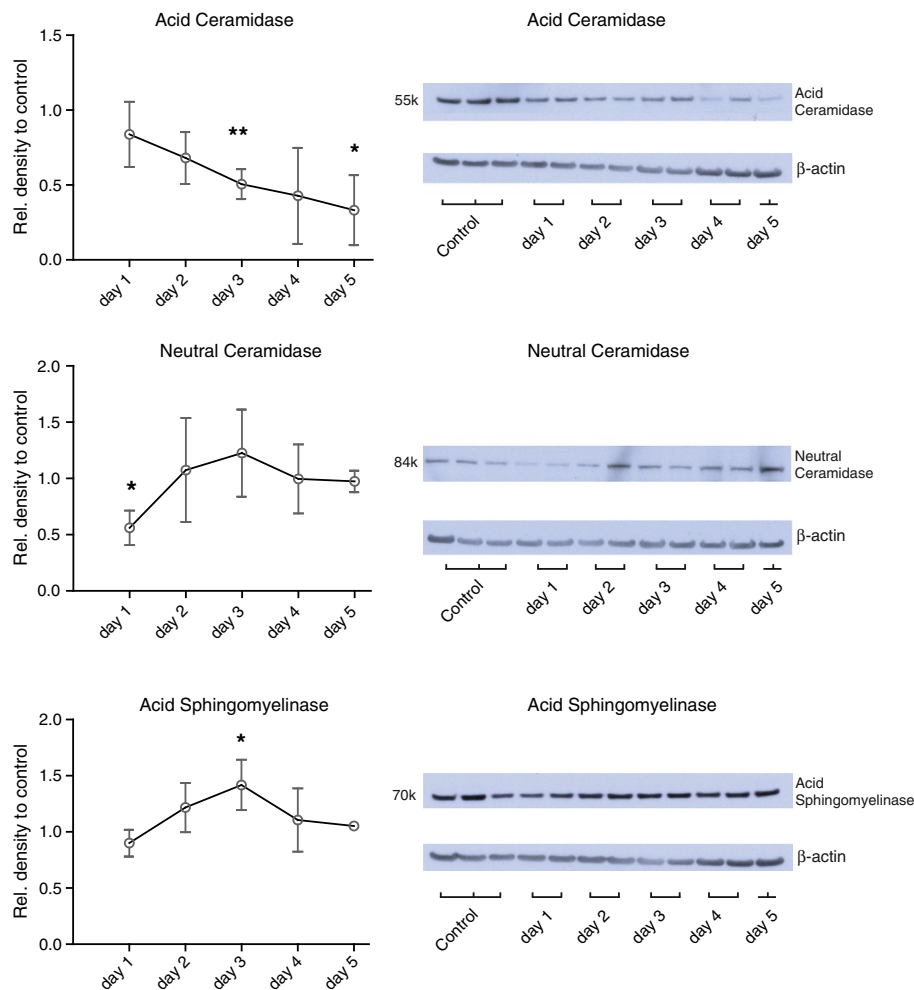 Acid Ceramidase
Rel. density to control
1.5
1.0
0.5
0.0
**
*
day 1
day 2
day 3
day 4
day 5
Acid Ceramidase
55k
Acid
Ceramidase
β-actin
Control
day 1
day 2
day 3
day 4
day 5
Neutral Ceramidase
Rel. density to control
2.0
1.5
1.0
0.5
0.0
*
day 1
day 2
day 3
day 4
day 5
Neutral Ceramidase
84k
Neutral
Ceramidase
β-actin
Control
day 1
day 2
day 3
day 4
day 5
Acid Sphingomyelinase
Rel. density to control
2.0
1.5
1.0
0.5
0.0
*
day 1
day 2
day 3
day 4
day 5
Acid Sphingomyelinase
70k
Acid
Sphingomyelinase
β-actin
Control
day 1
day 2
day 3
day 4
day 5